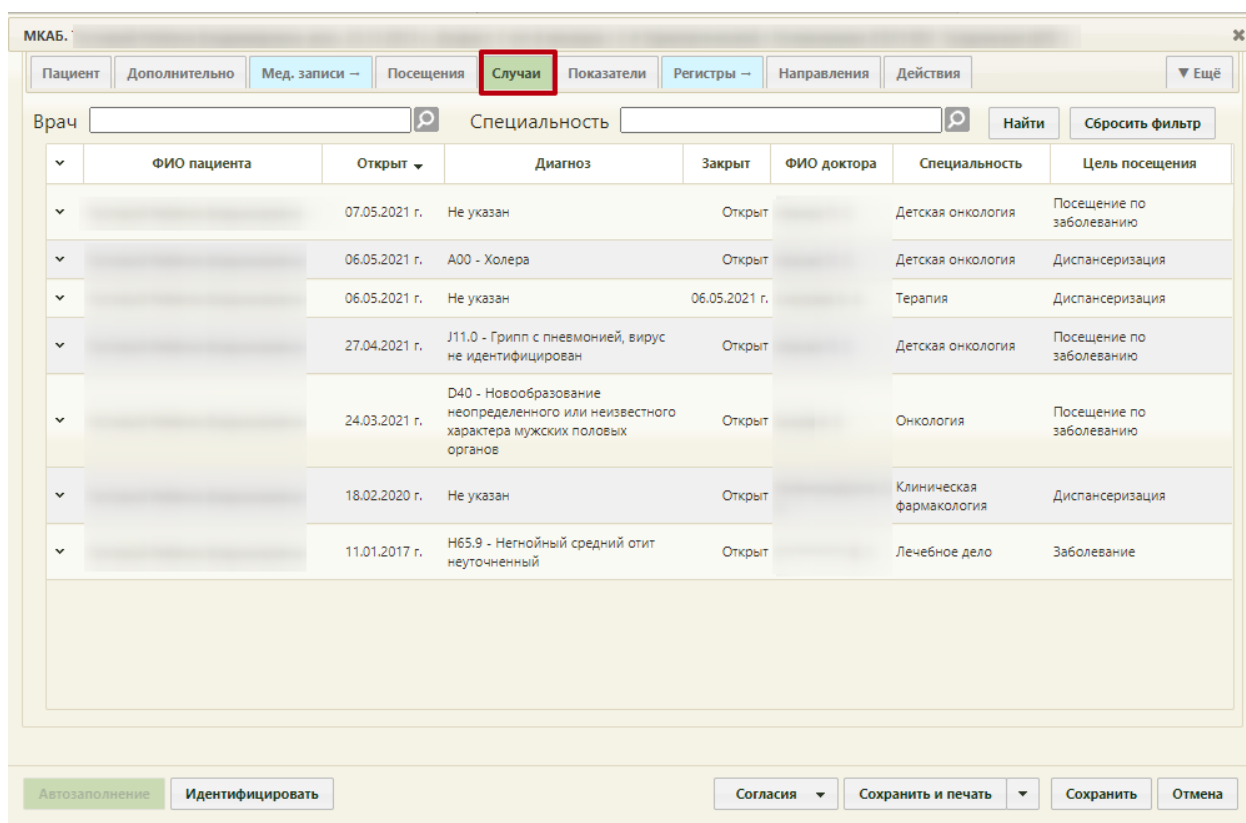 МКАБ.
Пациент Дополнительно Мед. записи → Посещения Случаи Показатели Регистры → Направления Действия ▼ Ещё
Врач Специальность Найти Сбросить фильтр
ФИО пациента Открыт Диагноз Закрыт ФИО доктора Специальность Цель посещения
07.05.2021 г. Не указан Открыт Детская онкология Посещение по
заболеванию
06.05.2021 г. A00 - Холера Открыт Детская онкология Диспансеризация
06.05.2021 г. Не указан 06.05.2021 г. Терапия Диспансеризация
27.04.2021 г. J11.0 - Грипп с пневмонией, вирус
не идентифицирован Открыт Детская онкология Посещение по
заболеванию
24.03.2021 г. D40 - Новообразование
неопределенного или неизвестного
характера мужских половых
органов Открыт Онкология Посещение по
заболеванию
18.02.2020 г. Не указан Открыт Клиническая
фармакология Диспансеризация
11.01.2017 г. H65.9 - Негнойный средний отит
неуточненный Открыт Лечебное дело Заболевание
Автозаполнение Идентифицировать Согласия Сохранить и печать Сохранить Отмена